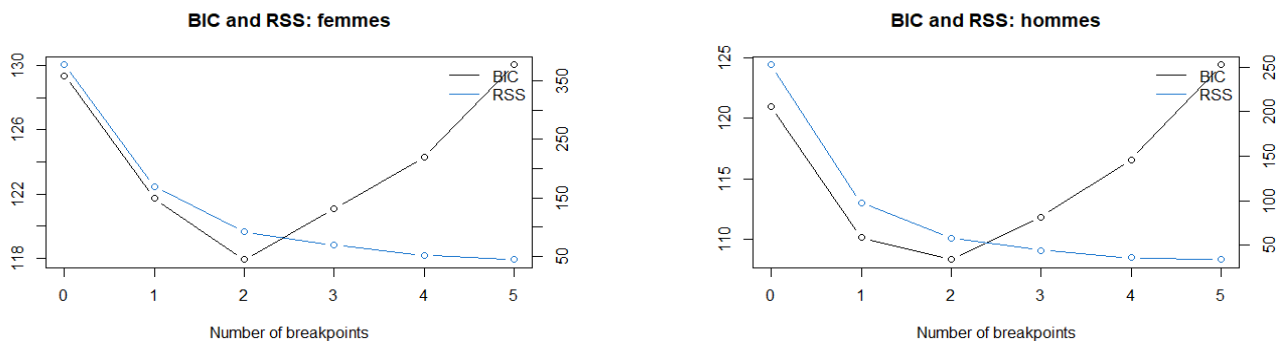 BIC and RSS: femmes
130
126
122
118
350
250
150
50
BIC
RSS
0 1 2 3 4 5
Number of breakpoints
BIC and RSS: hommes
125
120
115
110
250
200
150
100
50
BIC
RSS
0 1 2 3 4 5
Number of breakpoints